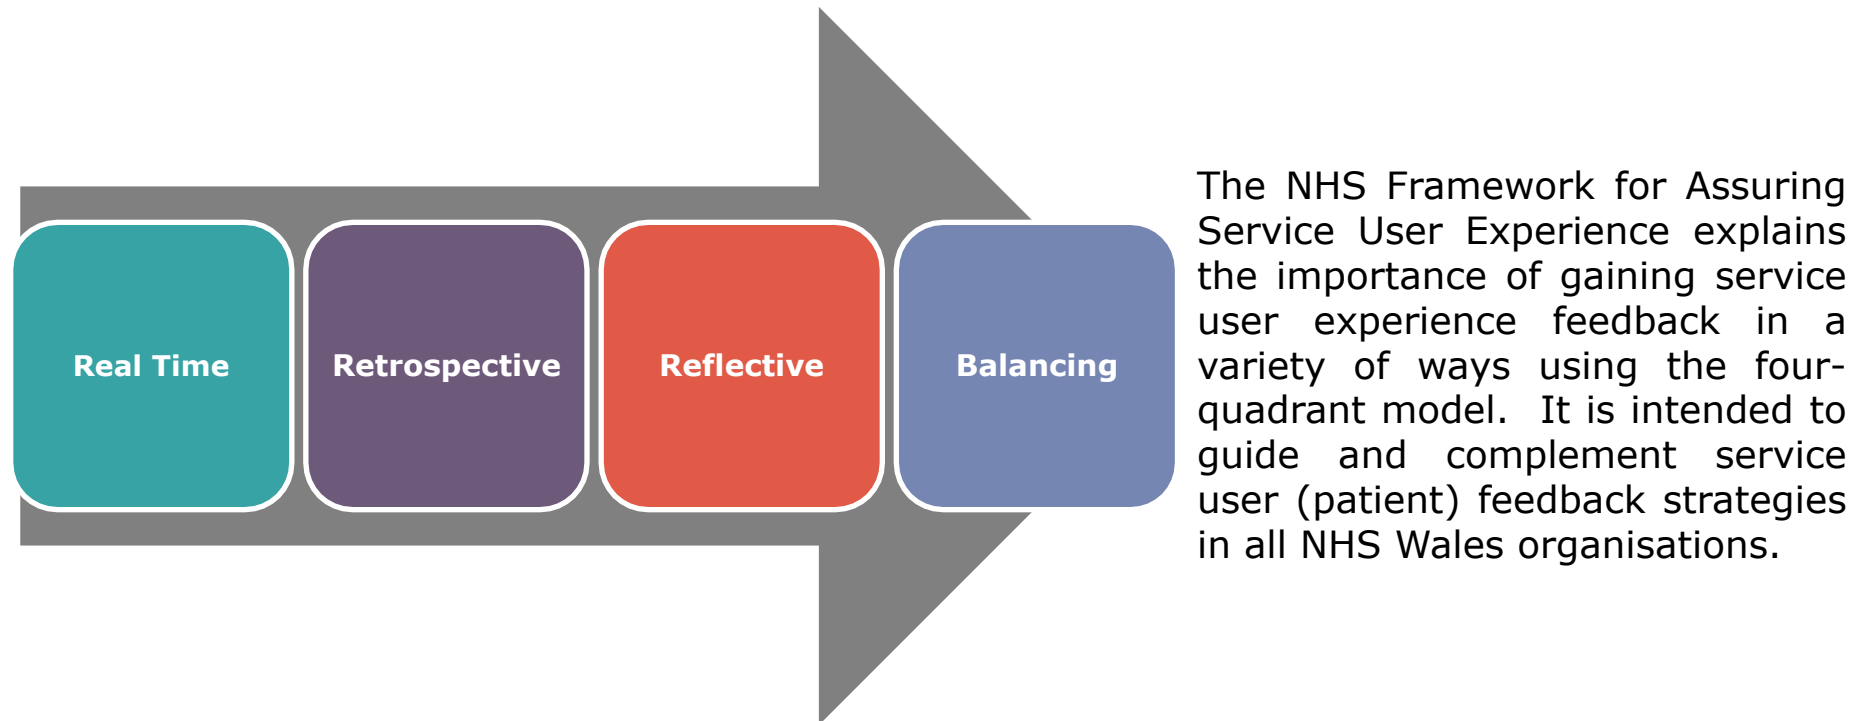 Real Time
Retrospective
Reflective
Balancing
The NHS Framework for Assuring
Service User Experience explains
the importance of gaining service
user experience feedback in a
variety of ways using the four-
quadrant model.  It is intended to
guide and complement service
user (patient) feedback strategies
in all NHS Wales organisations.